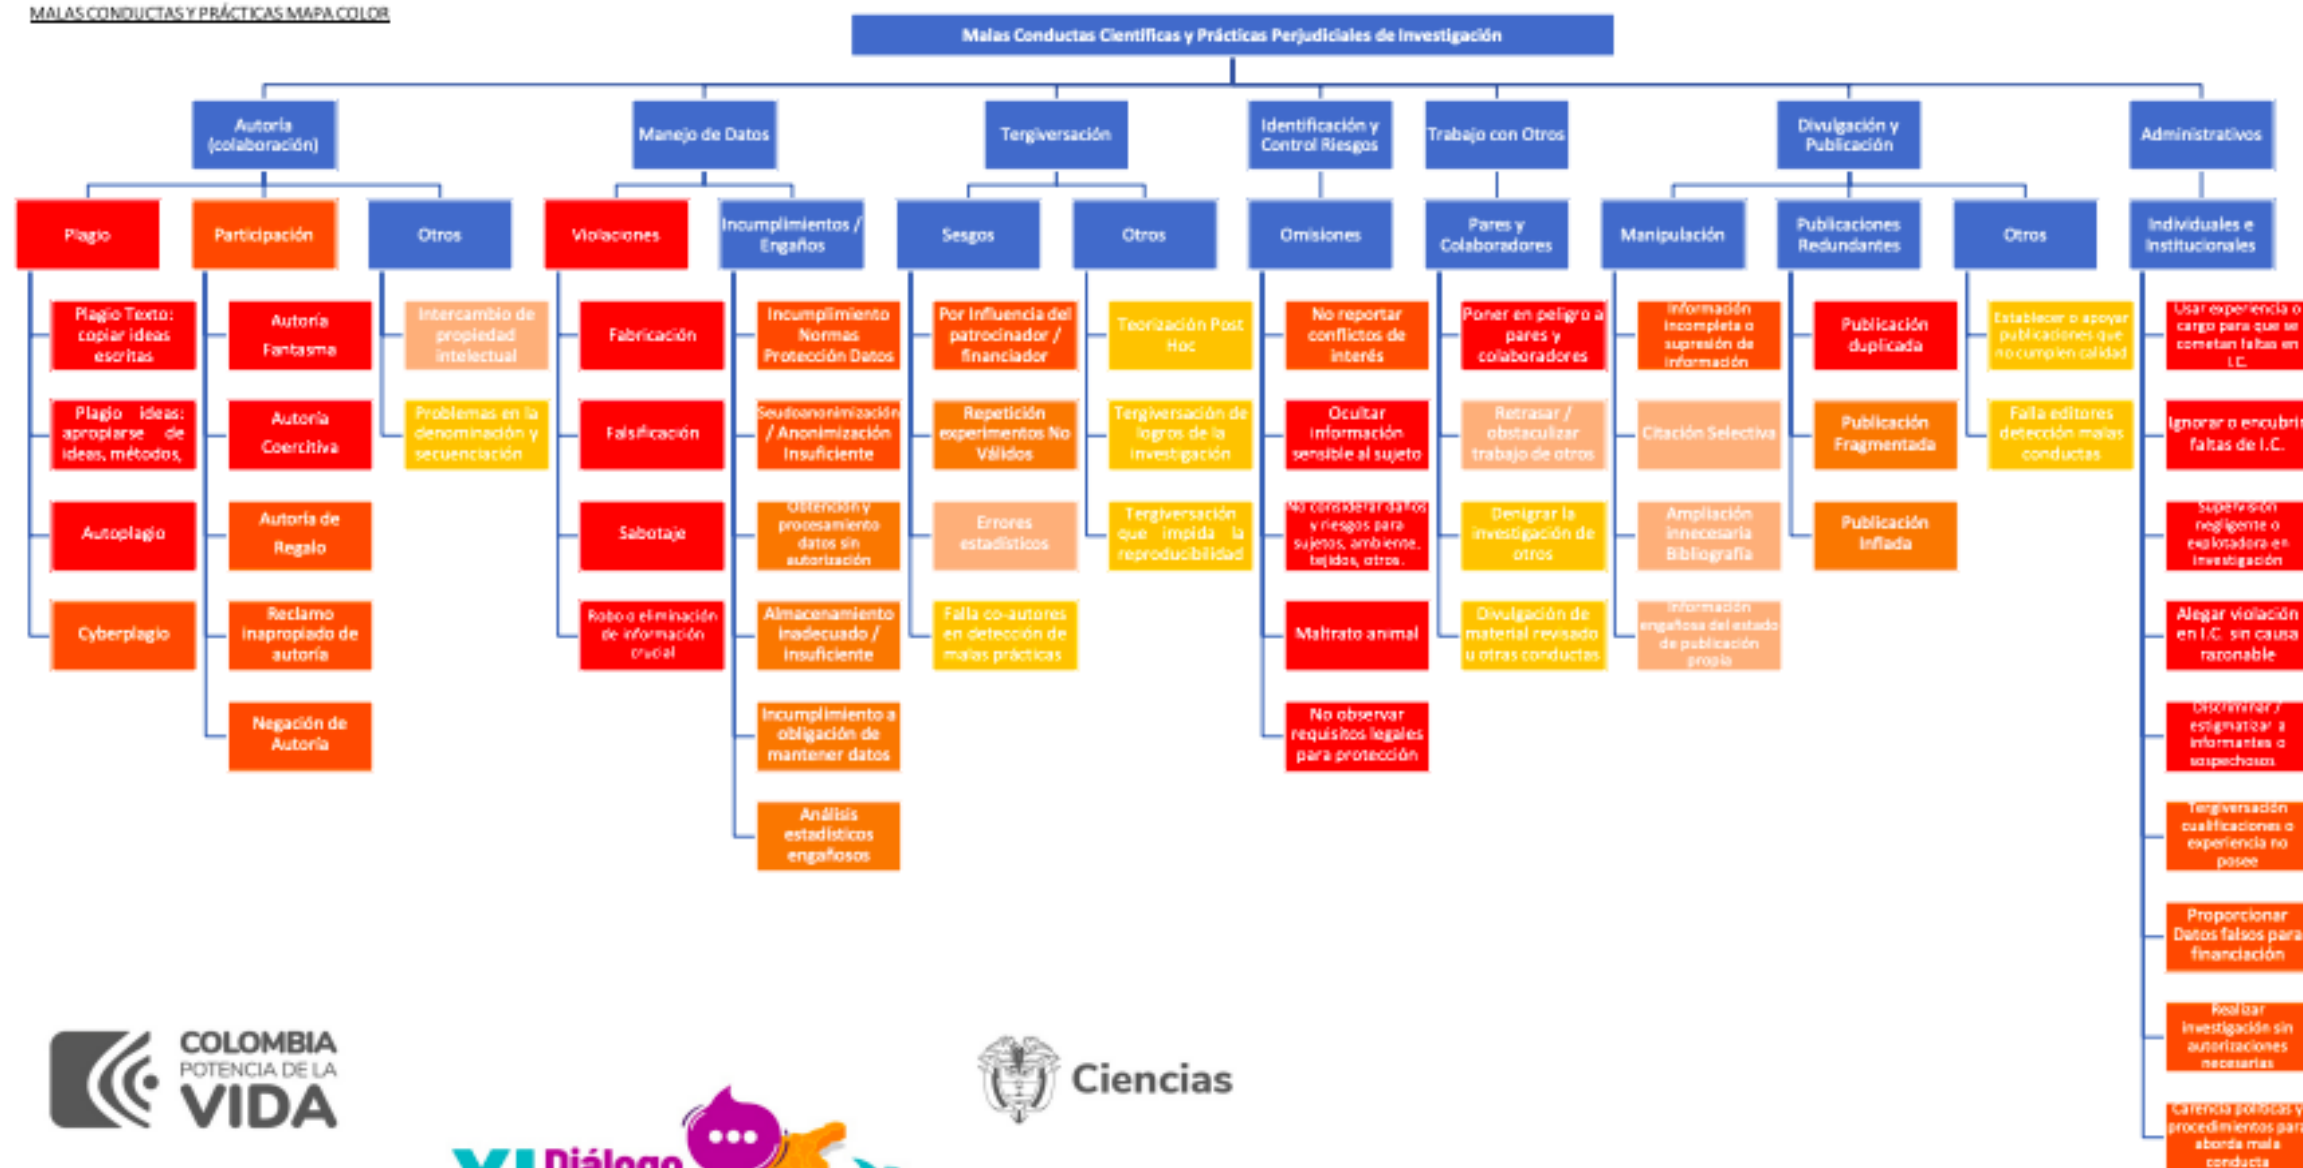 MALAS CONDUCTAS Y PRÁCTICAS MAPA COLOR
Malas Conductas Científicas y Prácticas Perjudiciales de Investigación
Autoría
(colaboración)
Manejo de Datos
Tergiversación
Identificación y
Control Riesgos
Trabajo con Otros
Divulgación y
Publicación
Administrativos
Plagio
Participación
Otros
Violaciones
Incumplimientos /
Engaños
Sesgos
Otros
Omisiones
Pares y
Colaboradores
Manipulación
Publicaciones
Redundantes
Otros
Individuales e
Institucionales
Plagio Texto:
copiar ideas
escritas
Plagio ideas:
apropiarse de
ideas, métodos,
Autoplagio
Cyberplagio
Autoría
Fantasma
Autoría
Coercitiva
Autoría de
Regalo
Reclamo
inapropiado de
autoría
Negación de
Autoría
Intercambio de
propiedad
intelectual
Problemas en la
denominación y
secuenciación
Fabricación
Falsificación
Sabotaje
Robo o eliminación
de información
crucial
Incumplimiento
Normas
Protección Datos
Seudoanonimización
/ Anonimización
Insuficiente
Obtención y
procesamiento
datos sin
autorización
Almacenamiento
inadecuado /
insuficiente
Incumplimiento a
obligación de
mantener datos
Análisis
estadísticos
engañosos
Por Influencia del
patrocinador /
financiador
Repetición
experimentos No
Válidos
Errores
estadísticos
Falla co-autores
en detección de
malas prácticas
Teorización Post
Hoc
Tergiversación de
logros de la
investigación
Tergiversación
que impida la
reproducibilidad
No reportar
conflictos de
interés
Ocultar
información
sensible al sujeto
No considerar daños
y riesgos para
sujetos, ambiente,
tejidos, otros.
Maltrato animal
No observar
requisitos legales
para protección
Poner en peligro a
pares y
colaboradores
Retrasar /
obstaculizar
trabajo de otros
Denigrar la
investigación de
otros
Divulgación de
material revisado
u otras conductas
Información
incompleta o
supresión de
información
Citación Selectiva
Ampliación
innecesaria
Bibliografía
Información
engañosa del estado
de publicación
propia
Publicación
duplicada
Publicación
Fragmentada
Publicación
Inflada
Establecer o apoyar
publicaciones que
no cumplen calidad
Falla editores
detección malas
conductas
Usar experiencia o
cargo para que se
cometan faltas en
I.C.
Ignorar o encubrir
faltas de I.C.
Supervisión
negligente o
explotadora en
investigación
Alegar violación
en I.C. sin causa
razonable
Discriminar /
estigmatizar a
informantes o
sospechosos
Tergiversación
cualificaciones o
experiencia no
posee
Proporcionar
Datos falsos para
financiación
Realizar
investigación sin
autorizaciones
necesarias
Carencia políticas y
procedimientos para
aborda mala
conducta
COLOMBIA
POTENCIA DE LA
VIDA
Ciencias
XI Diálogo